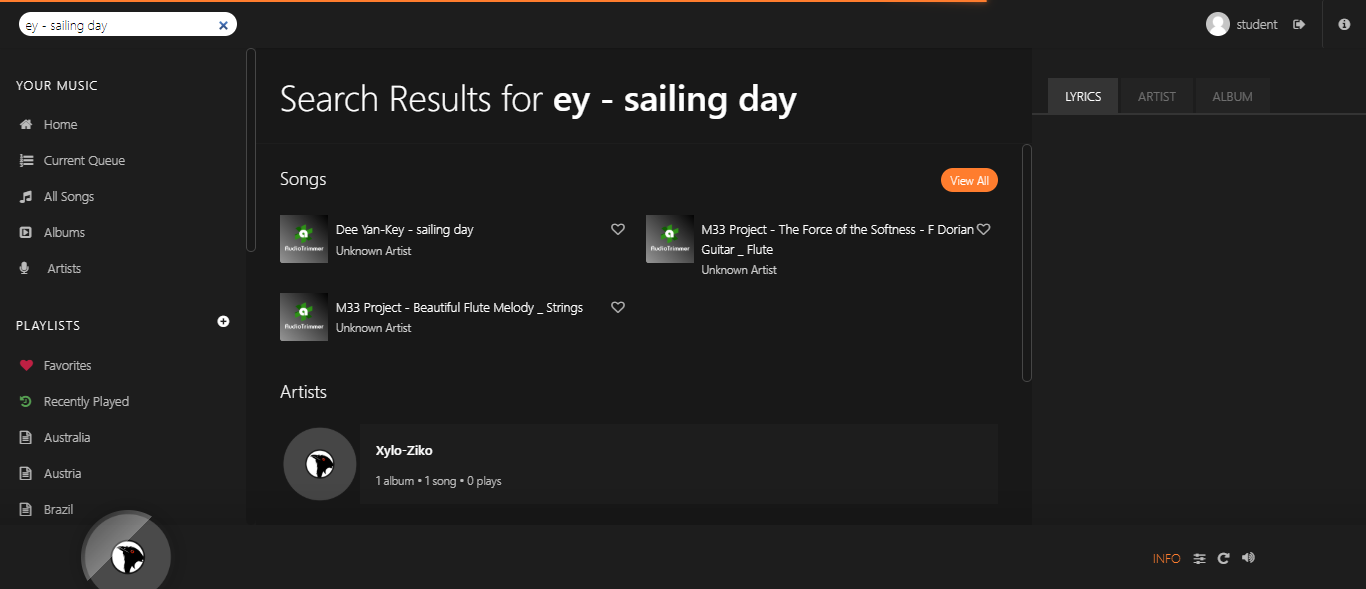 ey - sailing day
student
YOUR MUSIC
Home
Current Queue
All Songs
Albums
Artists
PLAYLISTS
Favorites
Recently Played
Australia
Austria
Brazil
Search Results for ey - sailing day
Songs
View All
AudioTrimmer
Dee Yan-Key - sailing day
Unknown Artist
AudioTrimmer
M33 Project - The Force of the Softness - F Dorian
Guitar _ Flute
Unknown Artist
AudioTrimmer
M33 Project - Beautiful Flute Melody _ Strings
Unknown Artist
Artists
Xylo-Ziko
1 album • 1 song • 0 plays
LYRICS
ARTIST
ALBUM
INFO